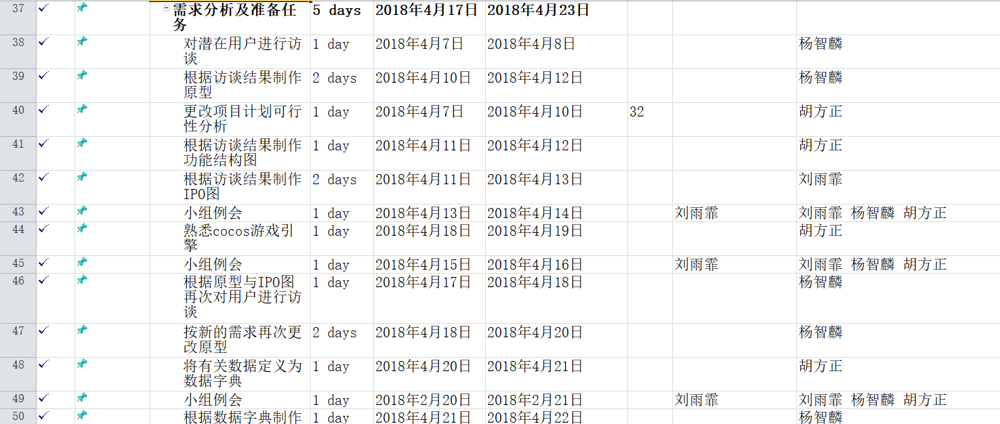 37 需求分析及准备任 5 days 2018年4月17日 2018年4月23日
务
38 对潜在用户进行访 1 day 2018年4月7日 2018年4月8日 杨智麟
谈
39 根据访谈结果制作 2 days 2018年4月10日 2018年4月12日 杨智麟
原型
40 更改项目计划可行 1 day 2018年4月7日 2018年4月10日 32 胡方正
性分析
41 根据访谈结果制作 1 day 2018年4月11日 2018年4月12日 胡方正
功能结构图
42 根据访谈结果制作 2 days 2018年4月11日 2018年4月13日 刘雨霏
IPO图
43 小组例会 1 day 2018年4月13日 2018年4月14日 刘雨霏 刘雨霏 杨智麟 胡方正
44 熟悉cocos游戏引 1 day 2018年4月18日 2018年4月19日 胡方正
擎
45 小组例会 1 day 2018年4月15日 2018年4月16日 刘雨霏 刘雨霏 杨智麟 胡方正
46 根据原型与IPO图 1 day 2018年4月17日 2018年4月18日 杨智麟
再次对用户进行访
谈
47 按新的需求再次更 2 days 2018年4月18日 2018年4月20日 杨智麟
改原型
48 将有关数据定义为 1 day 2018年4月20日 2018年4月21日 胡方正
数据字典
49 小组例会 1 day 2018年2月20日 2018年2月21日 刘雨霏 刘雨霏 杨智麟 胡方正
50 根据数据字典制作 1 day 2018年4月21日 2018年4月22日 杨智麟